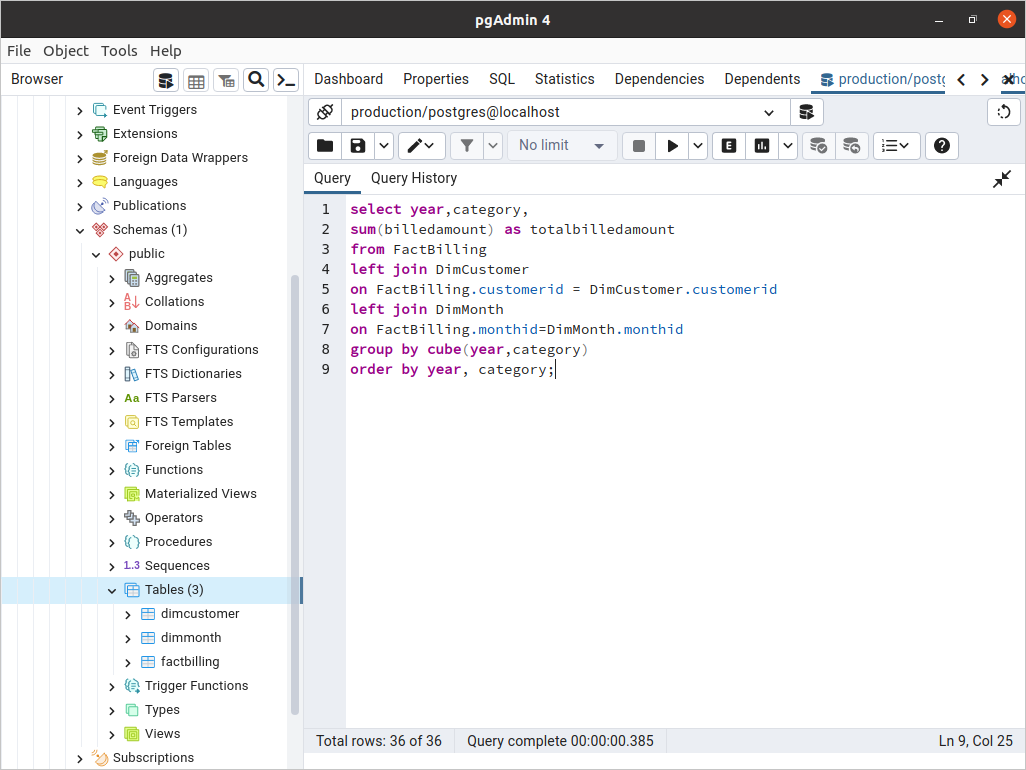 pgAdmin 4
File Object Tools Help
Browser
Dashboard Properties SQL Statistics Dependencies Dependents production/postg
production/postgres@localhost
No limit
E
Query Query History
Event Triggers
Extensions
Foreign Data Wrappers
Languages
Publications
Schemas (1)
public
Aggregates
Collations
Domains
FTS Configurations
FTS Dictionaries
Aa FTS Parsers
FTS Templates
Foreign Tables
Functions
Materialized Views
Operators
Procedures
1..3 Sequences
Tables (3)
dimcustomer
dimmonth
factbilling
Trigger Functions
Types
Views
Subscriptions
1 select year,category,
2 sum(billedamount) as totalbilledamount
3 from FactBilling
4 left join DimCustomer
5 on FactBilling.customerid = DimCustomer.customerid
6 left join DimMonth
7 on FactBilling.monthid=DimMonth.monthid
8 group by cube(year,category)
9 order by year, category;
Total rows: 36 of 36 Query complete 00:00:00.385 Ln 9, Col 25